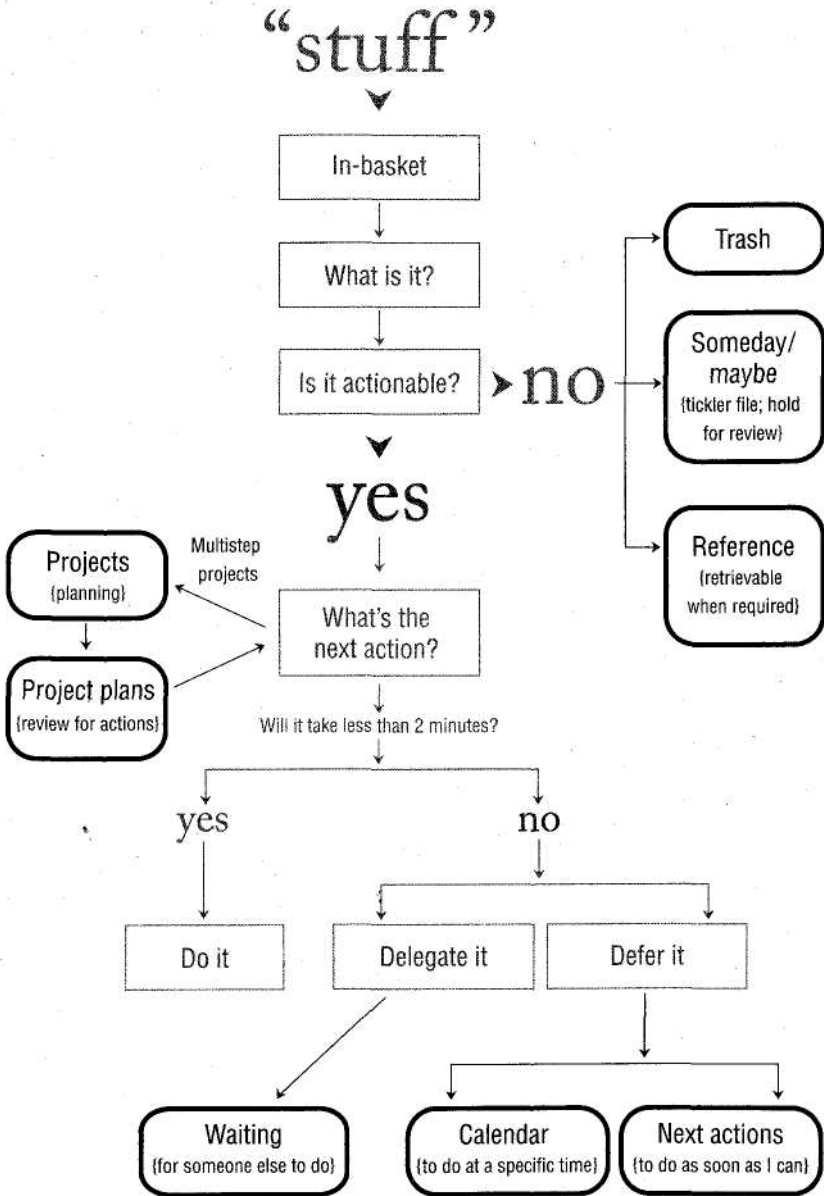 “stuff”
In-basket
What is it?
Is it actionable?
no
Trash
Someday/
maybe
{tickler file; hold
for review}
Reference
{retrievable
when required}
yes
Multistep
projects
Projects
{planning}
Project plans
{review for actions}
What's the
next action?
Will it take less than 2 minutes?
yes
no
Do it
Delegate it
Defer it
Waiting
{for someone else to do}
Calendar
{to do at a specific time}
Next actions
{to do as soon as I can}